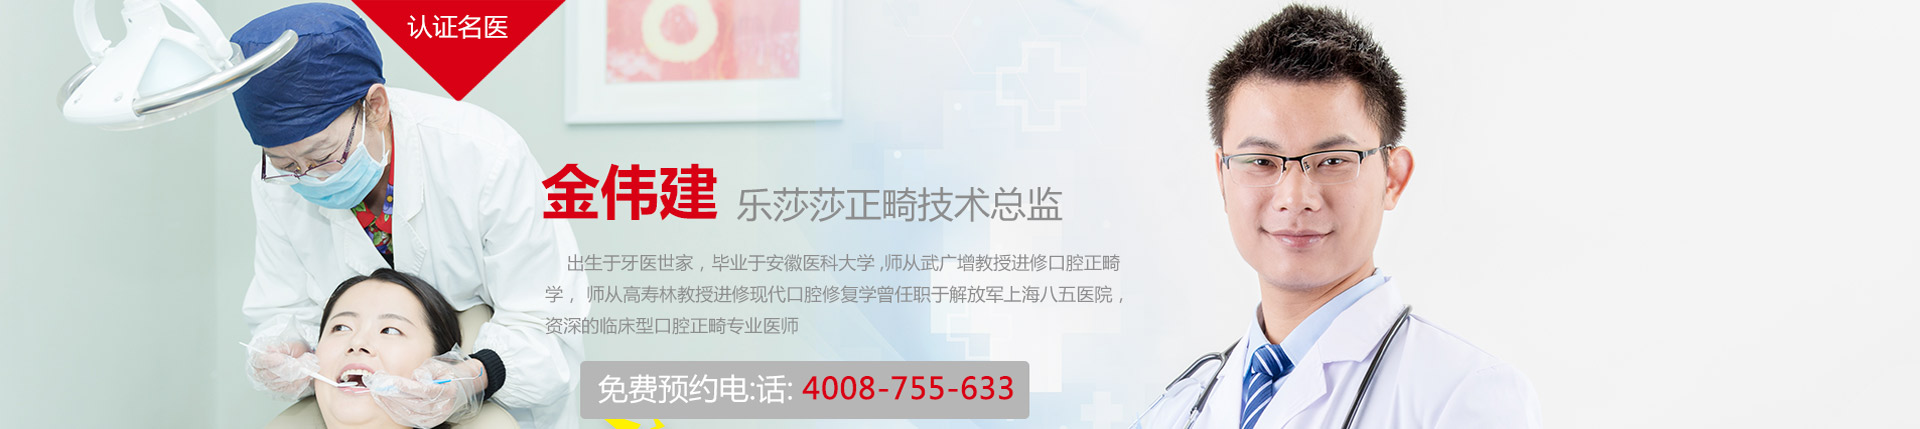 认证名医
金伟建 乐莎莎正畸技术总监
出生于牙医世家，毕业于安徽医科大学 ,师从武广增教授进修口腔正畸
学， 师从高寿林教授进修现代口腔修复学曾任职于解放军上海八五医院，
资深的临床型口腔正畸专业医师
免费预约电:话: 4008-755-633